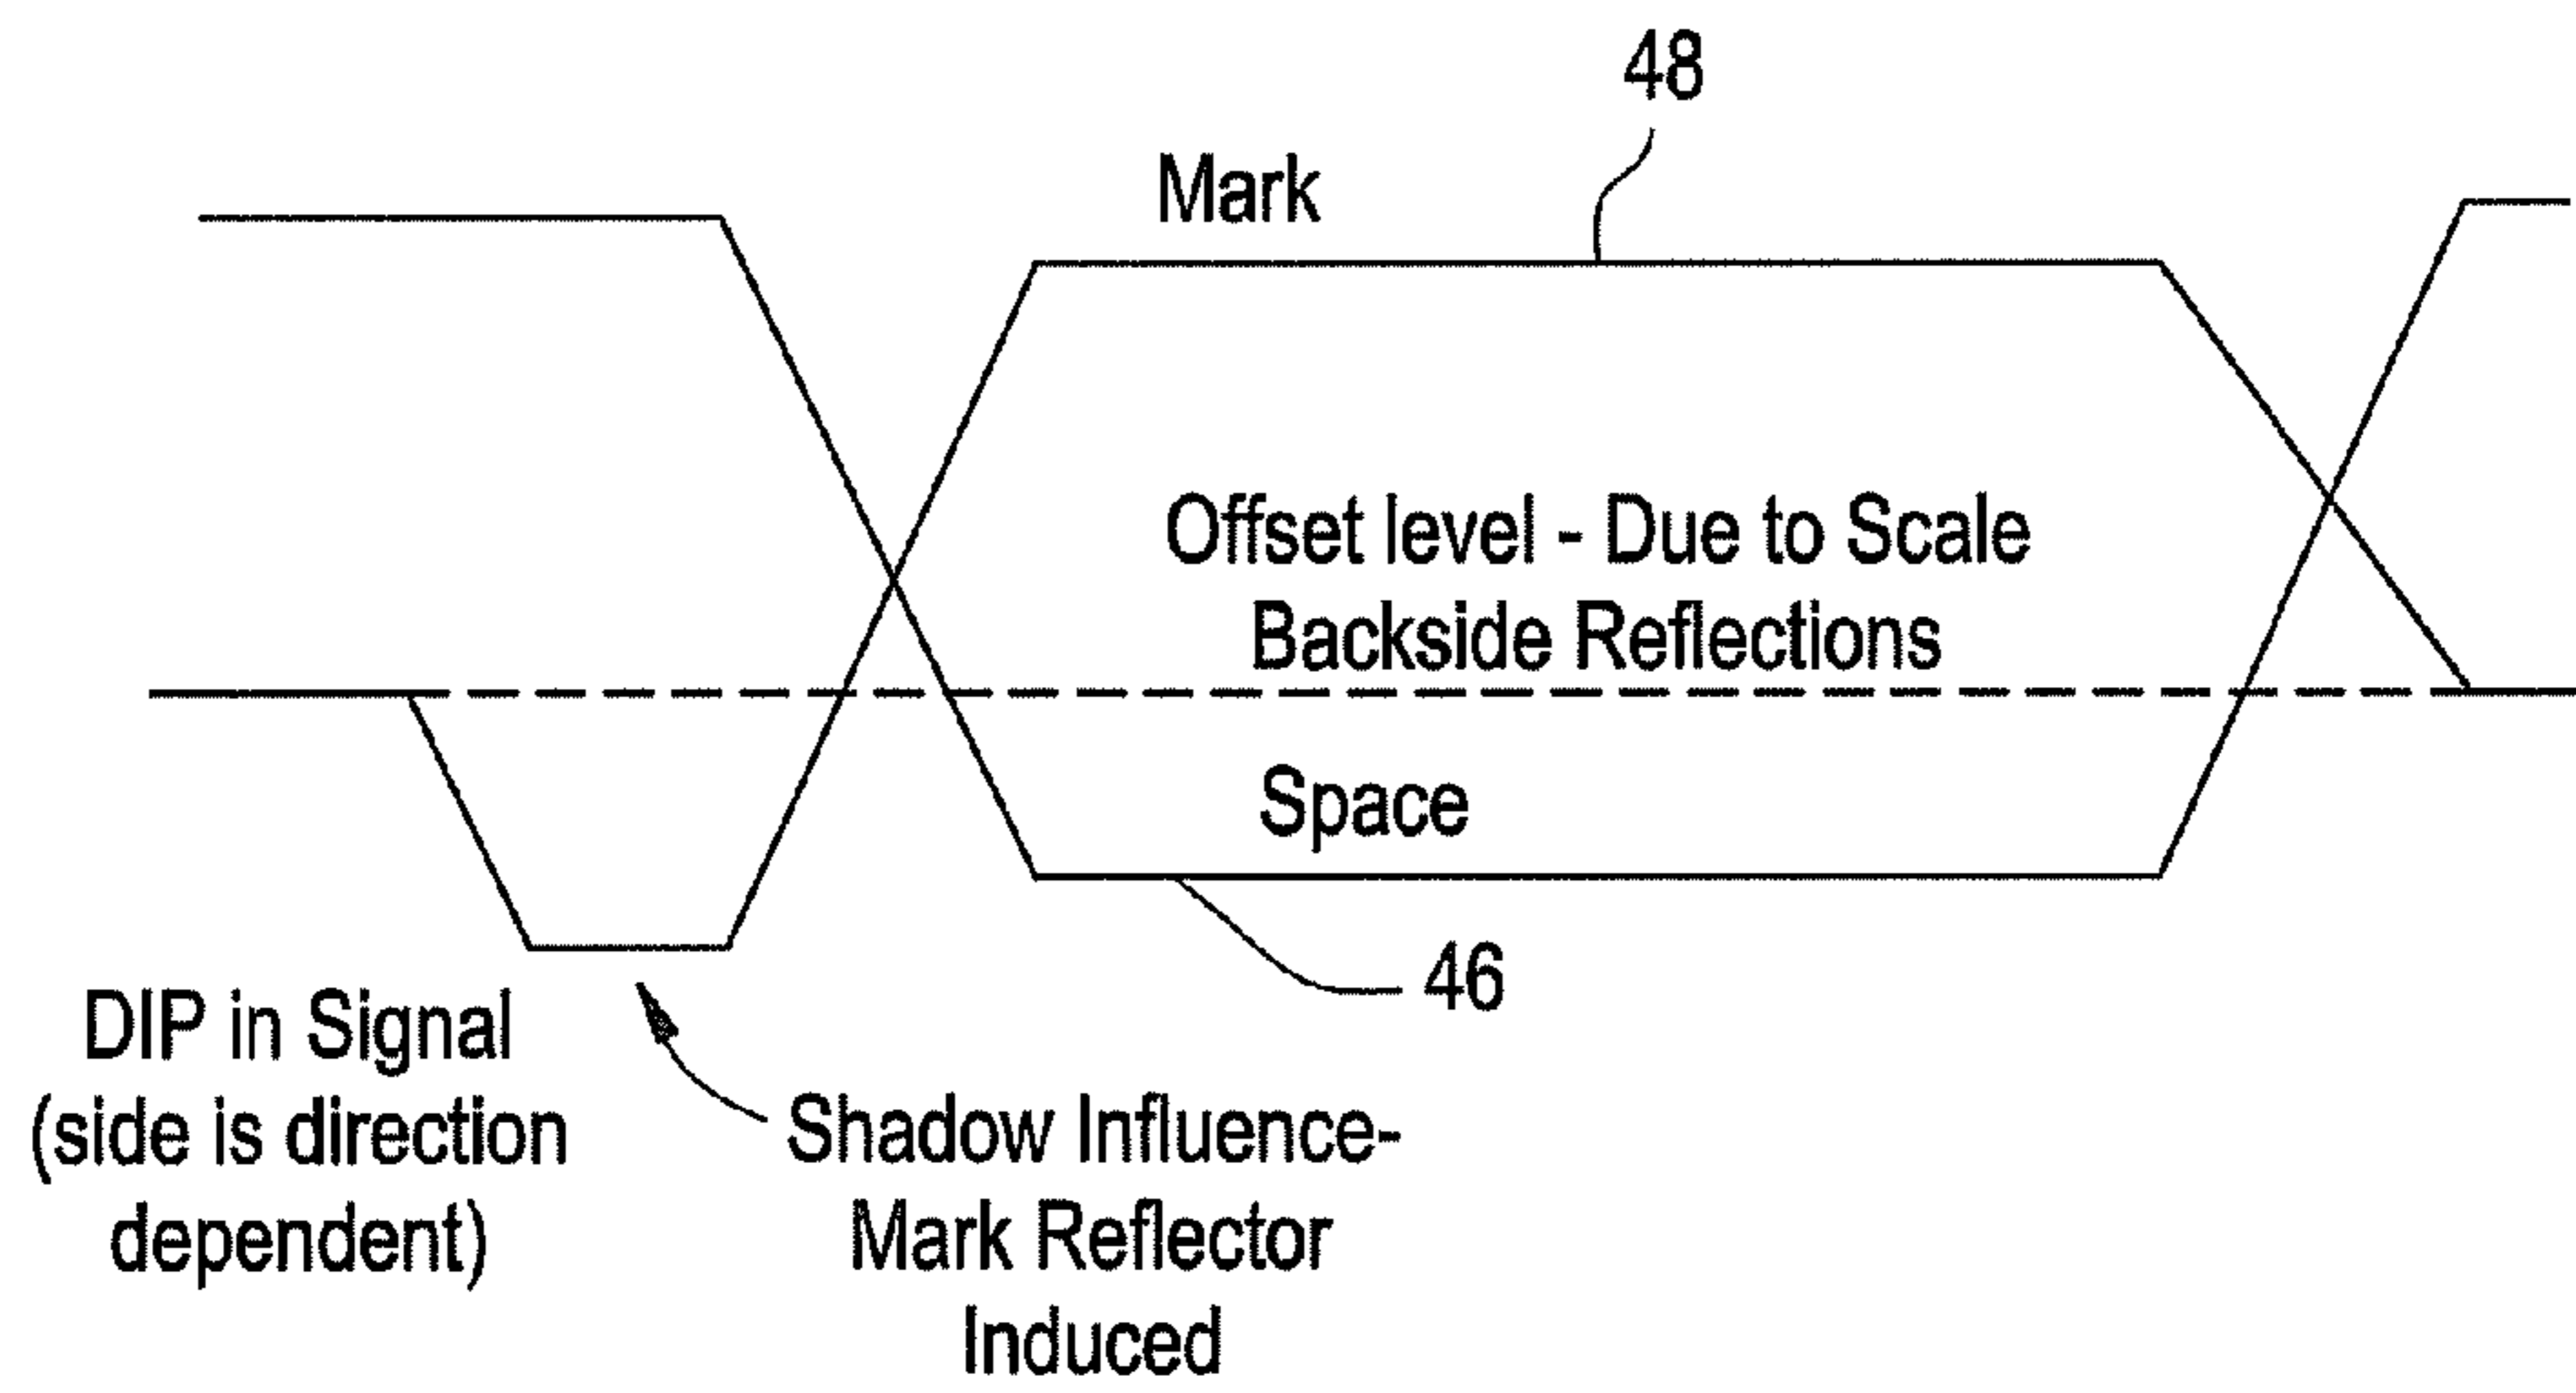 48
Mark
Offset level - Due to Scale
Backside Reflections
Space
46
DIP in Signal
(side is direction
dependent)
Shadow Influence-
Mark Reflector
Induced